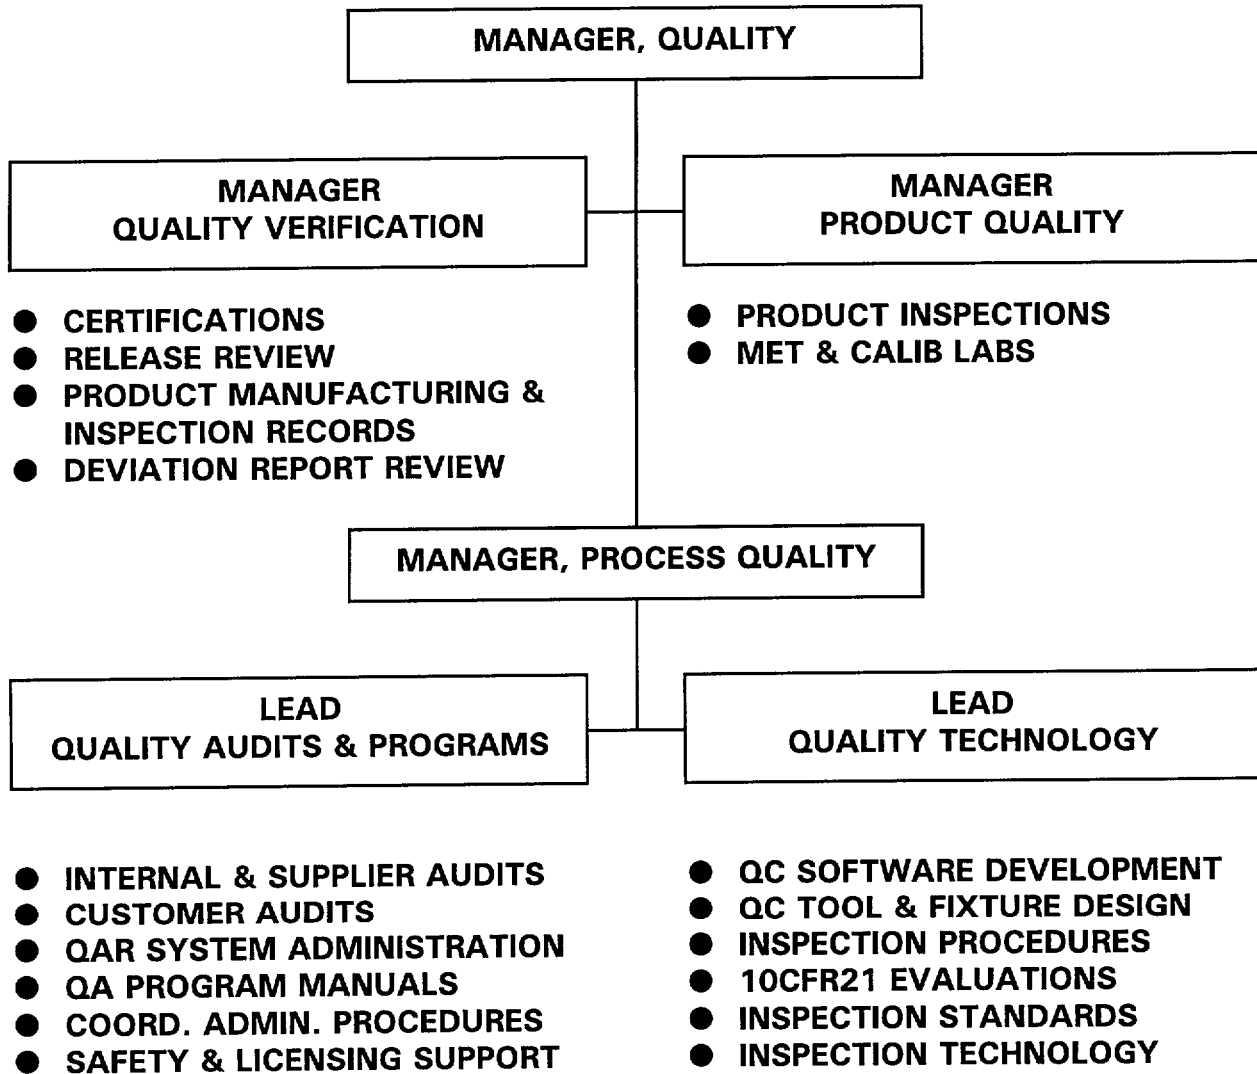 MANAGER, QUALITY
MANAGER
QUALITY VERIFICATION
MANAGER
PRODUCT QUALITY
● CERTIFICATIONS
● RELEASE REVIEW
● PRODUCT MANUFACTURING &
INSPECTION RECORDS
● DEVIATION REPORT REVIEW
● PRODUCT INSPECTIONS
● MET & CALIB LABS
MANAGER, PROCESS QUALITY
LEAD
QUALITY AUDITS & PROGRAMS
LEAD
QUALITY TECHNOLOGY
● INTERNAL & SUPPLIER AUDITS
● CUSTOMER AUDITS
● QAR SYSTEM ADMINISTRATION
● QA PROGRAM MANUALS
● COORD. ADMIN. PROCEDURES
● SAFETY & LICENSING SUPPORT
● QC SOFTWARE DEVELOPMENT
● QC TOOL & FIXTURE DESIGN
● INSPECTION PROCEDURES
● 10CFR21 EVALUATIONS
● INSPECTION STANDARDS
● INSPECTION TECHNOLOGY